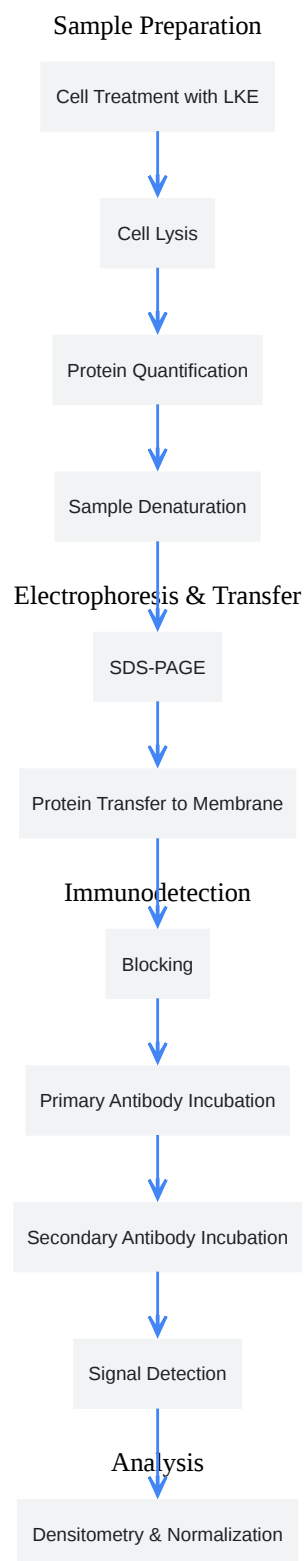 Sample Preparation
Cell Treatment with LKE
Cell Lysis
Protein Quantification
Sample Denaturation
Electrophoresis & Transfer
SDS-PAGE
Protein Transfer to Membrane
Immunodetection
Blocking
Primary Antibody Incubation
Secondary Antibody Incubation
Signal Detection
Analysis
Densitometry & Normalization